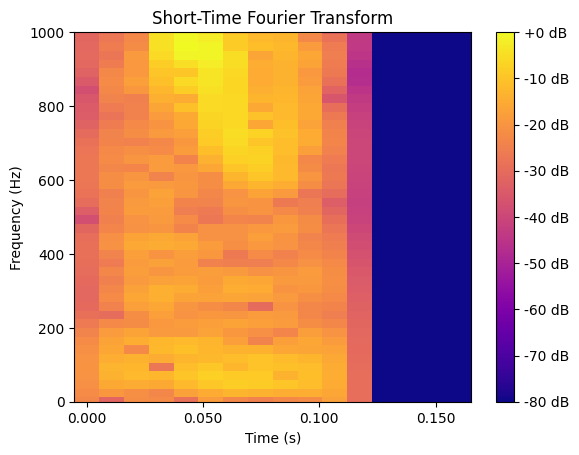 Short-Time Fourier Transform
Frequency (Hz)
1000
800
600
400
200
0
0.000
0.050
0.100
0.150
Time (s)
+0 dB
-10 dB
-20 dB
-30 dB
-40 dB
-50 dB
-60 dB
-70 dB
-80 dB